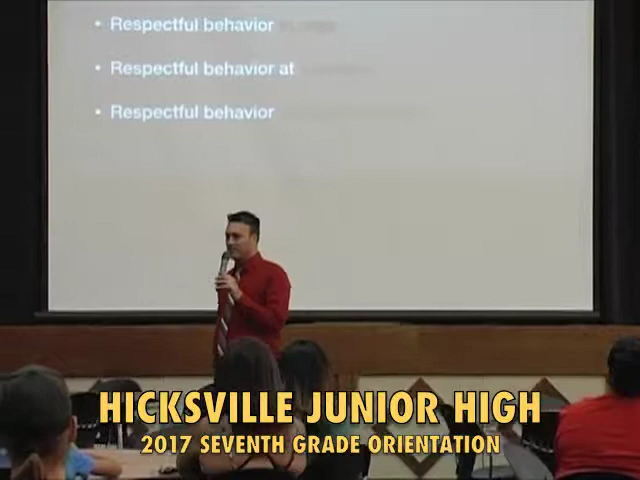 • Respectful behavior
• Respectful behavior at
• Respectful behavior
HICKSVILLE JUNIOR HIGH
2017 SEVENTH GRADE ORIENTATION